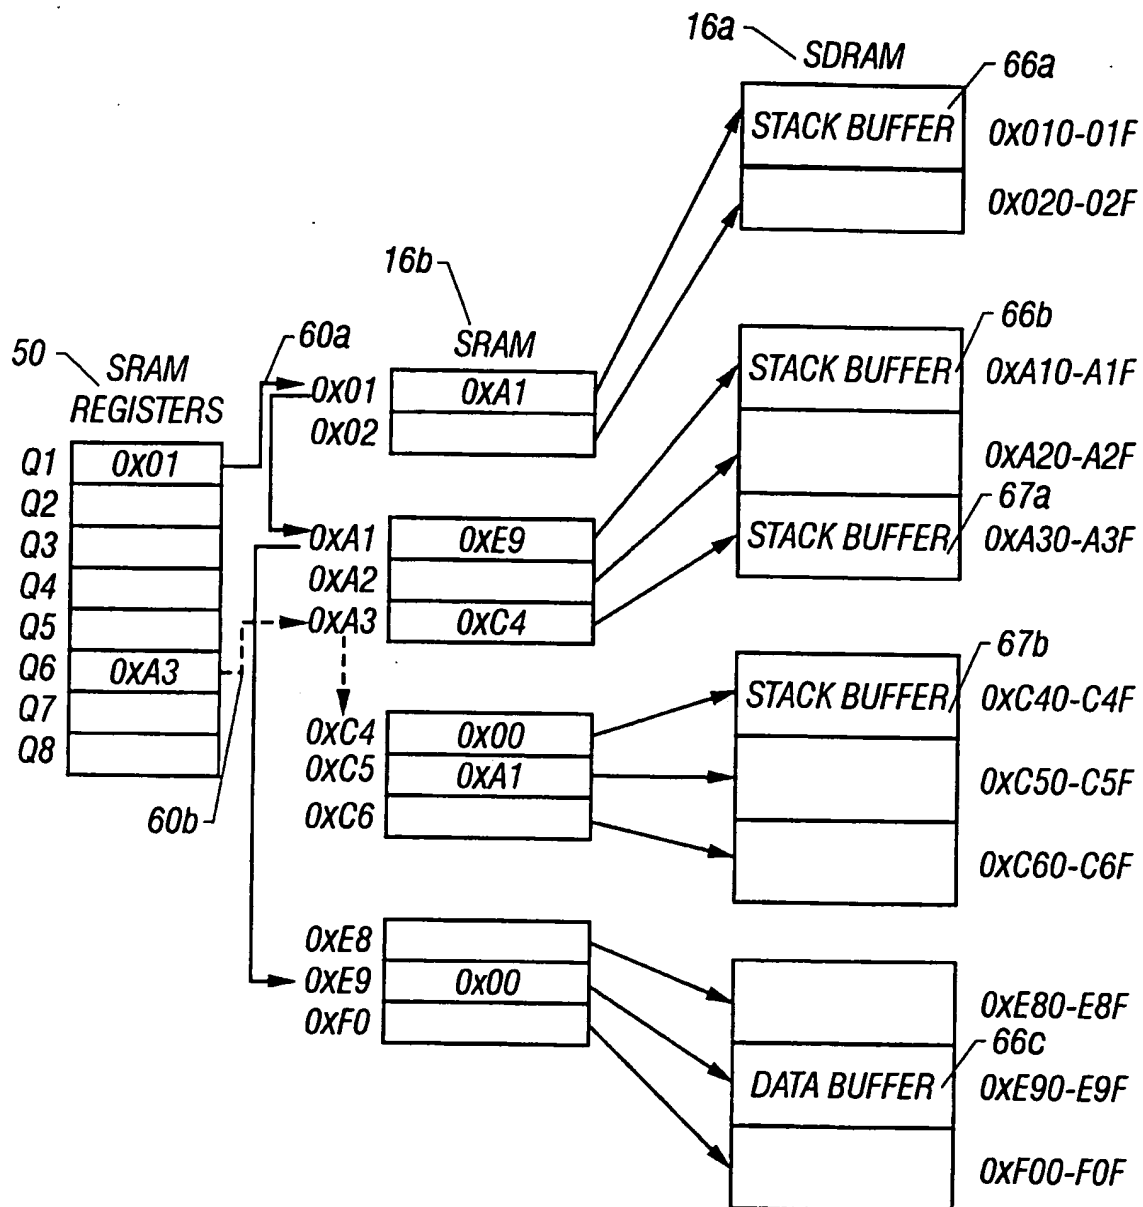 16a
SDRAM
66a
STACK BUFFER
0X010-01F
0X020-02F
16b
SRAM
60a
0X01
0XA1
0X02
66b
STACK BUFFER
0XA10-A1F
0XA20-A2F
67a
STACK BUFFER
0XA30-A3F
50
SRAM
REGISTERS
Q1
0X01
Q2
Q3
Q4
Q5
Q6
0XA3
Q7
Q8
60b
0XA1
0XE9
0XA2
0XA3
0XC4
67b
STACK BUFFER
0XC40-C4F
0XC50-C5F
0XC60-C6F
0XC4
0X00
0XC5
0XA1
0XC6
0XE8
0XE9
0X00
0XF0
0XE80-E8F
66c
DATA BUFFER
0XE90-E9F
0XF00-F0F